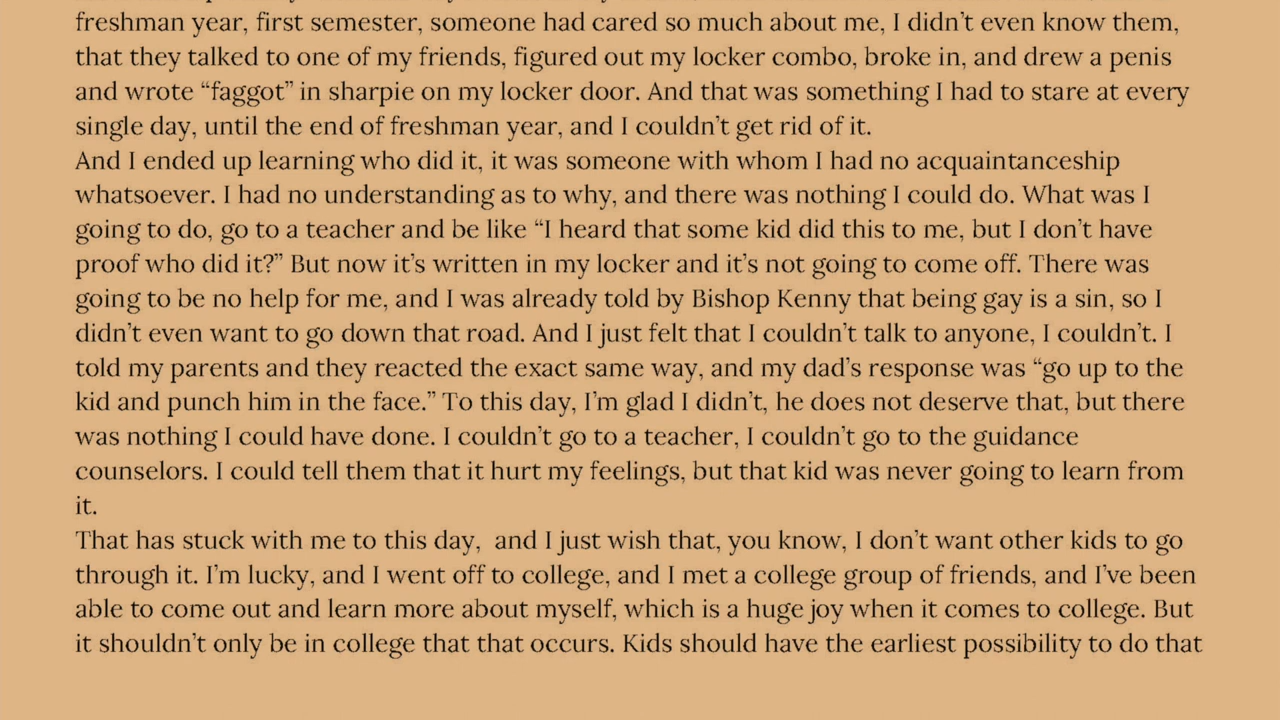 freshman year, first semester, someone had cared so much about me, I didn’t even know them,
that they talked to one of my friends, figured out my locker combo, broke in, and drew a penis
and wrote “faggot” in sharpie on my locker door. And that was something I had to stare at every
single day, until the end of freshman year, and I couldn’t get rid of it.
And I ended up learning who did it, it was someone with whom I had no acquaintanceship
whatsoever. I had no understanding as to why, and there was nothing I could do. What was I
going to do, go to a teacher and be like “I heard that some kid did this to me, but I don’t have
proof who did it?” But now it’s written in my locker and it’s not going to come off. There was
going to be no help for me, and I was already told by Bishop Kenny that being gay is a sin, so I
didn’t even want to go down that road. And I just felt that I couldn’t talk to anyone, I couldn’t. I
told my parents and they reacted the exact same way, and my dad’s response was “go up to the
kid and punch him in the face.” To this day, I’m glad I didn’t, he does not deserve that, but there
was nothing I could have done. I couldn’t go to a teacher, I couldn’t go to the guidance
counselors. I could tell them that it hurt my feelings, but that kid was never going to learn from
it.
That has stuck with me to this day,  and I just wish that, you know, I don’t want other kids to go
through it. I’m lucky, and I went off to college, and I met a college group of friends, and I’ve been
able to come out and learn more about myself, which is a huge joy when it comes to college. But
it shouldn’t only be in college that that occurs. Kids should have the earliest possibility to do that